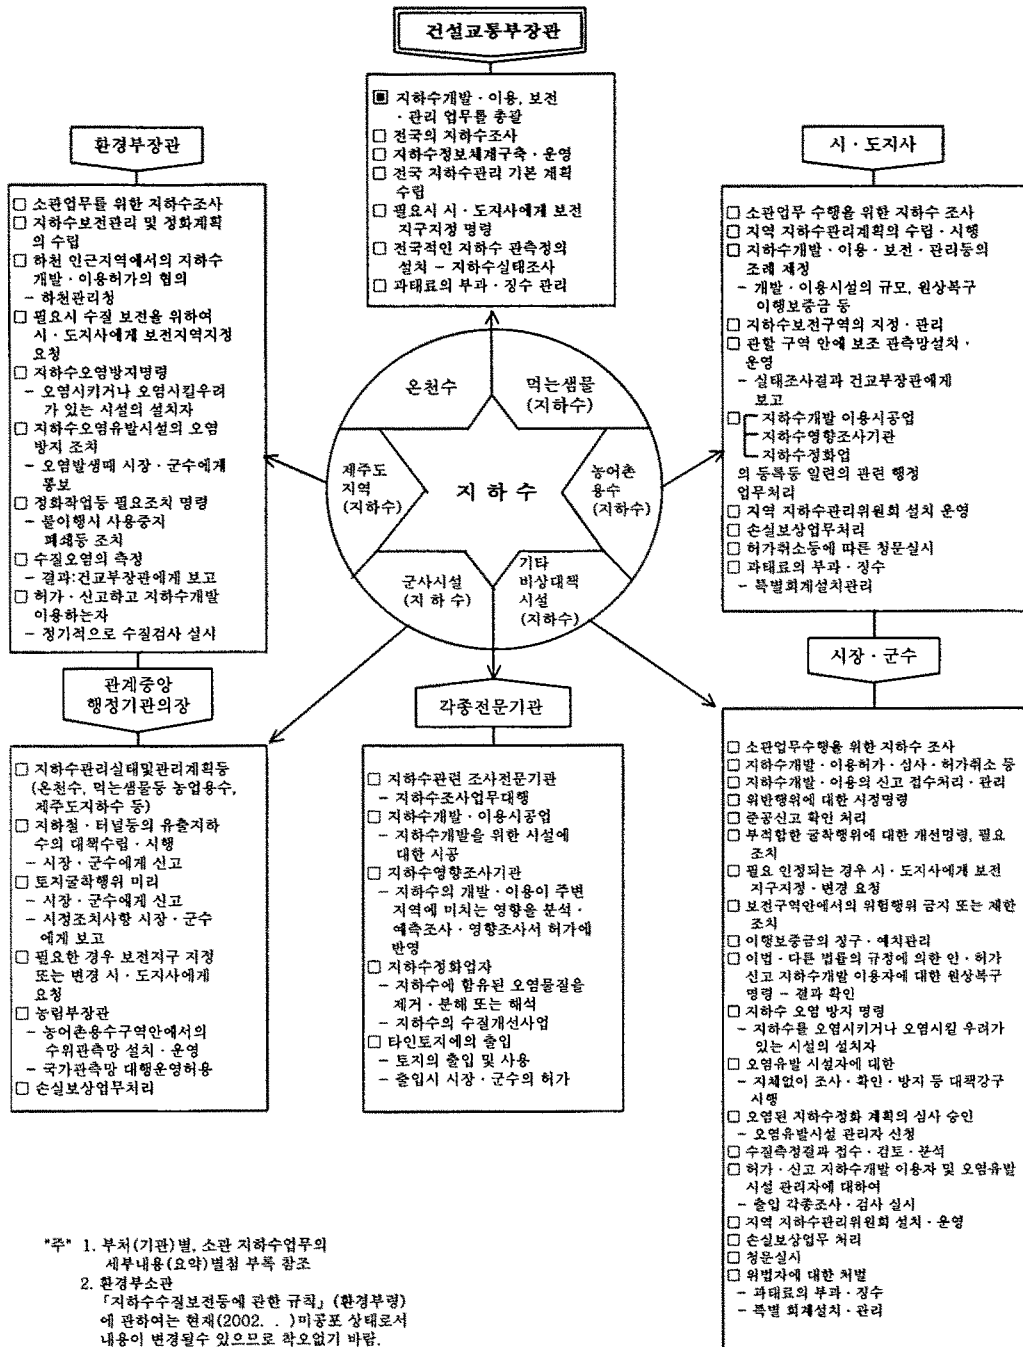 건설교통부장관
▣ 지하수개발 · 이용, 보전
· 관리 업무를 총괄
□ 전국의 지하수조사
□ 지하수정보체계구축 · 운영
□ 전국 지하수관리 기본 계획
수립
□ 필요시 시 · 도지사에게 보전
지구지정 명령
□ 전국적인 지하수 관측정의
설치 - 지하수실태조사
□ 과태료의 부과 · 징수 관리
환경부장관
□ 소관업무를 위한 지하수조사
□ 지하수보전관리 및 정화계획
의 수립
□ 하천 인근지역에서의 지하수
개발 · 이용허가의 협의
- 하천관리청
□ 필요시 수질 보전을 위하여
시 · 도지사에게 보전지역지정
요청
□ 지하수오염방지명령
- 오염시키거나 오염시킬우려
가 있는 시설의 설치자
□ 지하수오염유발시설의 오염
방지 조치
- 오염발생때 시장 · 군수에게
통보
□ 정화작업등 필요조치 명령
- 불이행시 사용중지
폐쇄등 조치
□ 수질오염의 측정
- 결과:건교부장관에게 보고
□ 허가 · 신고하고 지하수개발
이용하는자
- 정기적으로 수질검사 실시
시 · 도지사
□ 소관업무 수행을 위한 지하수 조사
□ 지역 지하수관리계획의 수립 · 시행
□ 지하수개발 · 이용 · 보전 · 관리등의
조례 제정
- 개발 · 이용시설의 규모, 원상복구
이행보증금 등
□ 지하수보전구역의 지정 · 관리
□ 관할 구역 안에 보조 관측망설치 ·
운영
- 실태조사결과 건교부장관에게
보고
□ 지하수개발 이용시공업
지하수영향조사기관
지하수정화업
의 등록등 일련의 관련 행정
업무처리
□ 지역 지하수관리위원회 설치 운영
□ 손실보상업무처리
□ 허가취소등에 따른 청문실시
□ 과태료의 부과 · 징수
- 특별회계설치관리
온천수
먹는샘물
(지하수)
제주도
지역
(지하수)
지 하 수
농어촌
용수
(지하수)
군사시설
(지 하 수)
기타
비상대책
시설
(지하수)
관계중앙
행정기관의장
□ 지하수관리실태및관리계획등
(온천수, 먹는샘물등 농업용수,
제주도지하수 등)
□ 지하철 · 터널등의 유출지하
수의 대책수립 · 시행
- 시장 · 군수에게 신고
□ 토지굴착행위 미리
- 시장 · 군수에게 신고
- 시정조치사항 시장 · 군수
에게 보고
□ 필요한 경우 보전지구 지정
또는 변경 시 · 도지사에게
요청
□ 농림부장관
- 농어촌용수구역안에서의
수위관측망 설치 · 운영
- 국가관측망 대행운영허용
□ 손실보상업무처리
각종전문기관
□ 지하수관련 조사전문기관
- 지하수조사업무대행
□ 지하수개발 · 이용시공업
- 지하수개발을 위한 시설에
대한 시공
□ 지하수영향조사기관
- 지하수의 개발 · 이용이 주변
지역에 미치는 영향을 분석 ·
예측조사 · 영향조사서 허가에
반영
□ 지하수정화업자
- 지하수에 함유된 오염물질을
제거 · 분해 또는 해석
- 지하수의 수질개선사업
□ 타인토지에의 출입
- 토지의 출입 및 사용
- 출입시 시장 · 군수의 허가
시장 · 군수
□ 소관업무수행을 위한 지하수 조사
□ 지하수개발 · 이용허가 · 심사 · 허가취소 등
□ 지하수개발 · 이용의 신고 접수처리 · 관리
□ 위반행위에 대한 시정명령
□ 준공신고 확인 처리
□ 부적합한 굴착행위에 대한 개선명령, 필요
조치
□ 필요 인정되는 경우 시 · 도지사에게 보전
지구지정 · 변경 요청
□ 보전구역안에서의 위험행위 금지 또는 제한
조치
□ 이행보증금의 징구 · 예치관리
□ 이법 · 다른 법률의 규정에 의한 인 · 허가
신고 지하수개발 이용자에 대한 원상복구
명령 - 결과 확인
□ 지하수 오염 방지 명령
- 지하수를 오염시키거나 오염시킬 우려가
있는 시설의 설치자
□ 오염유발 시설자에 대한
- 지체없이 조사 · 확인 · 방지 등 대책강구
시행
□ 오염된 지하수정화 계획의 심사 승인
- 오염유발시설 관리자 신청
□ 수질측정결과 접수 · 검토 · 분석
□ 허가 · 신고 지하수개발 이용자 및 오염유발
시설 관리자에 대하여
- 출입 각종조사 · 검사 실시
□ 지역 지하수관리위원회 설치 · 운영
□ 손실보상업무 처리
□ 청문실시
□ 위법자에 대한 처벌
- 과태료의 부과 · 징수
- 특별 회계설치 · 관리
"주" 1. 부처(기관)별, 소관 지하수업무의
세부내용(요약)별첨 부록 참조
2. 환경부소관
「지하수수질보전등에 관한 규칙」(환경부령)
에 관하여는 현재(2002. . )미공포 상태로서
내용이 변경될수 있으므로 착오없기 바람.